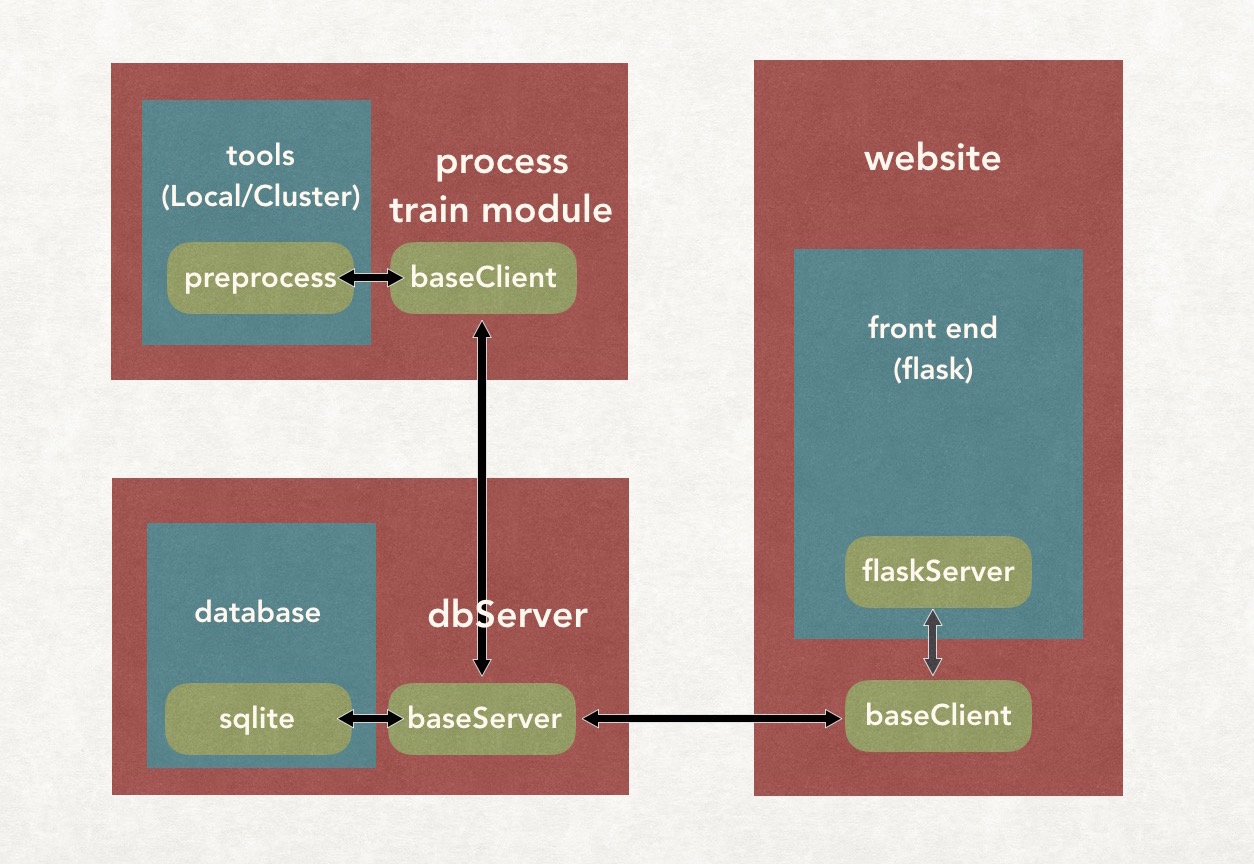 tools
(Local/Cluster)
process
train module
preprocess
baseClient
database
dbServer
sqlite
baseServer
website
front end
(flask)
flaskServer
baseClient